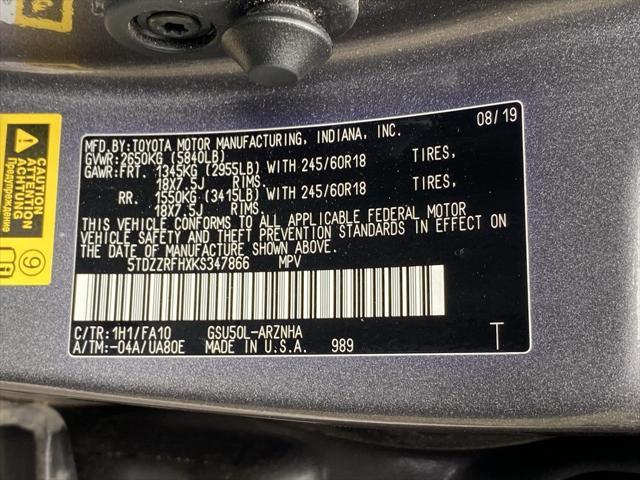 MFD.BY:TOYOTA MOTOR MANUFACTURING, INDIANA, INC. 08/19
GVWR:2650KG (5840LB)
GAWR:FRT. 1345KG (2955LB) WITH 245/60R18 TIRES,
18X7.5J RIMS.
RR. 1550KG (3415LB) WITH 245/60R18 TIRES,
18X7.5J RIMS.
THIS VEHICLE CONFORMS TO ALL APPLICABLE FEDERAL MOTOR
VEHICLE SAFETY AND THEFT PREVENTION STANDARDS IN EFFECT ON
THE DATE OF MANUFACTURE SHOWN ABOVE.
5TDZZRFHXKS347866 MPV
C/TR:1H1/FA10 GSU50L-ARZNHA
A/TM:-04A/UA80E MADE IN U.S.A. 989 T
CAUTION
ATTENTION
ACHTUNG
Предупреждение
9